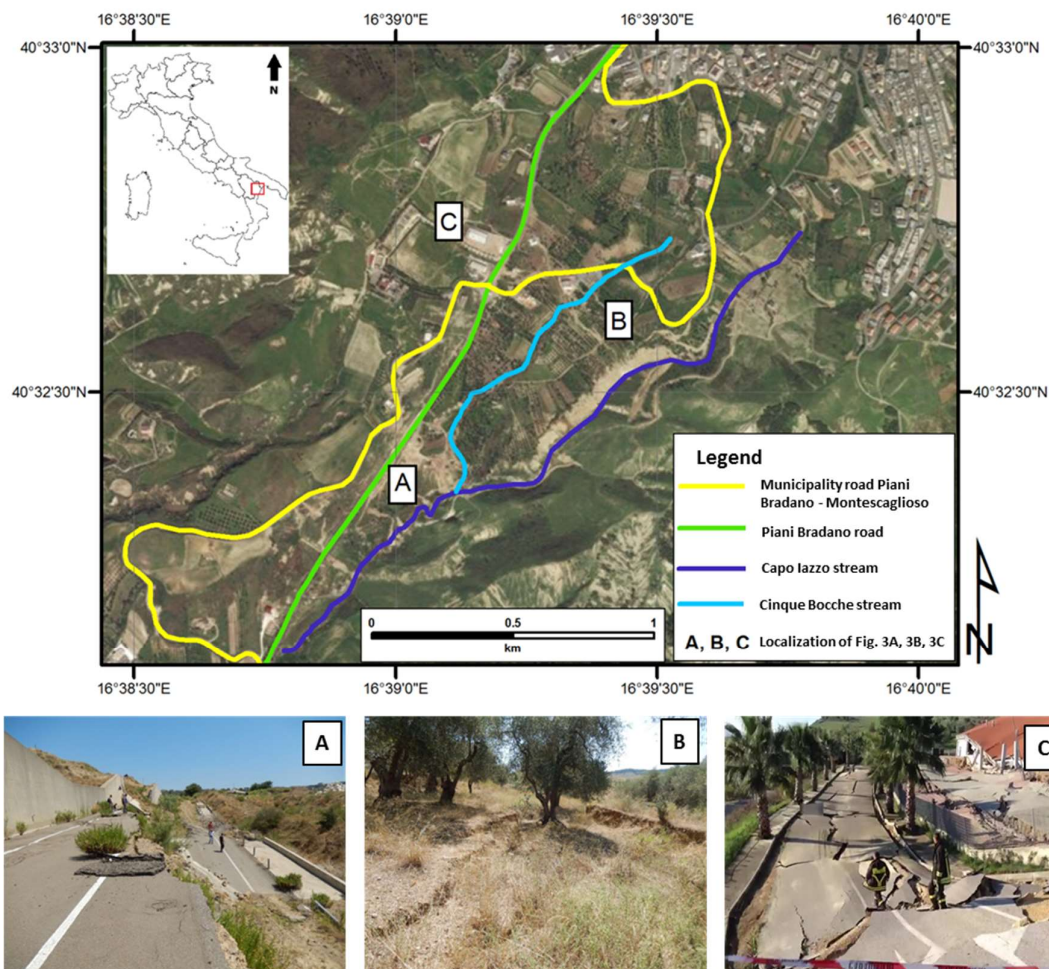 16°38'30"E 16°39'0"E 16°39'30"E 16°40'0"E
40°33'0"N 40°33'0"N
N
C
B
40°32'30"N 40°32'30"N
A
Legend
Municipality road Piani
Bradano - Montescaglioso
Piani Bradano road
Capo Iazzo stream
Cinque Bocche stream
A, B, C Localization of Fig. 3A, 3B, 3C
0 0.5 1
km
N
16°38'30"E 16°39'0"E 16°39'30"E 16°40'0"E
A B C